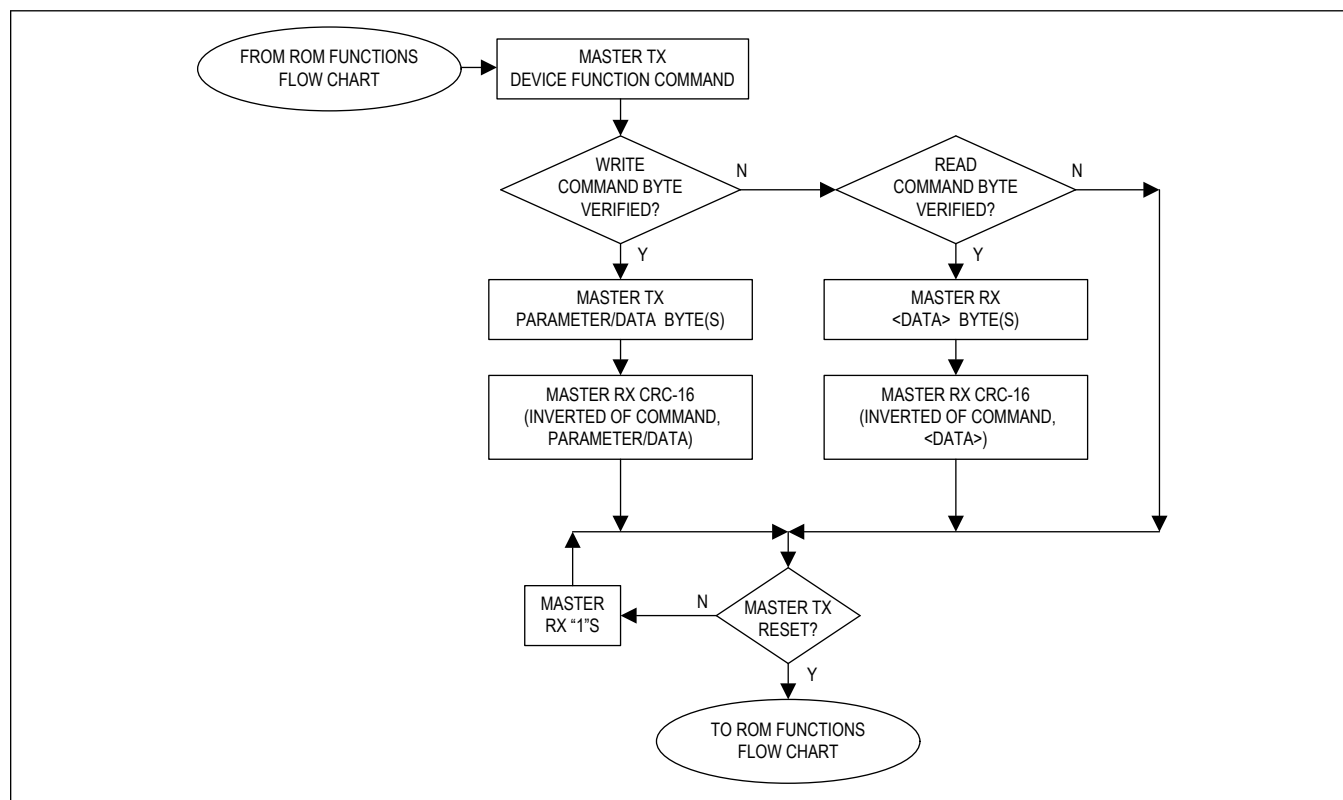 FROM ROM FUNCTIONS
FLOW CHART
MASTER TX
DEVICE FUNCTION COMMAND
WRITE
COMMAND BYTE
VERIFIED?
N
READ
COMMAND BYTE
VERIFIED?
N
Y
Y
MASTER TX
PARAMETER/DATA BYTE(S)
MASTER RX
<DATA> BYTE(S)
MASTER RX CRC-16
(INVERTED OF COMMAND,
PARAMETER/DATA)
MASTER RX CRC-16
(INVERTED OF COMMAND,
<DATA>)
MASTER
RX “1”S
N
MASTER TX
RESET?
Y
TO ROM FUNCTIONS
FLOW CHART